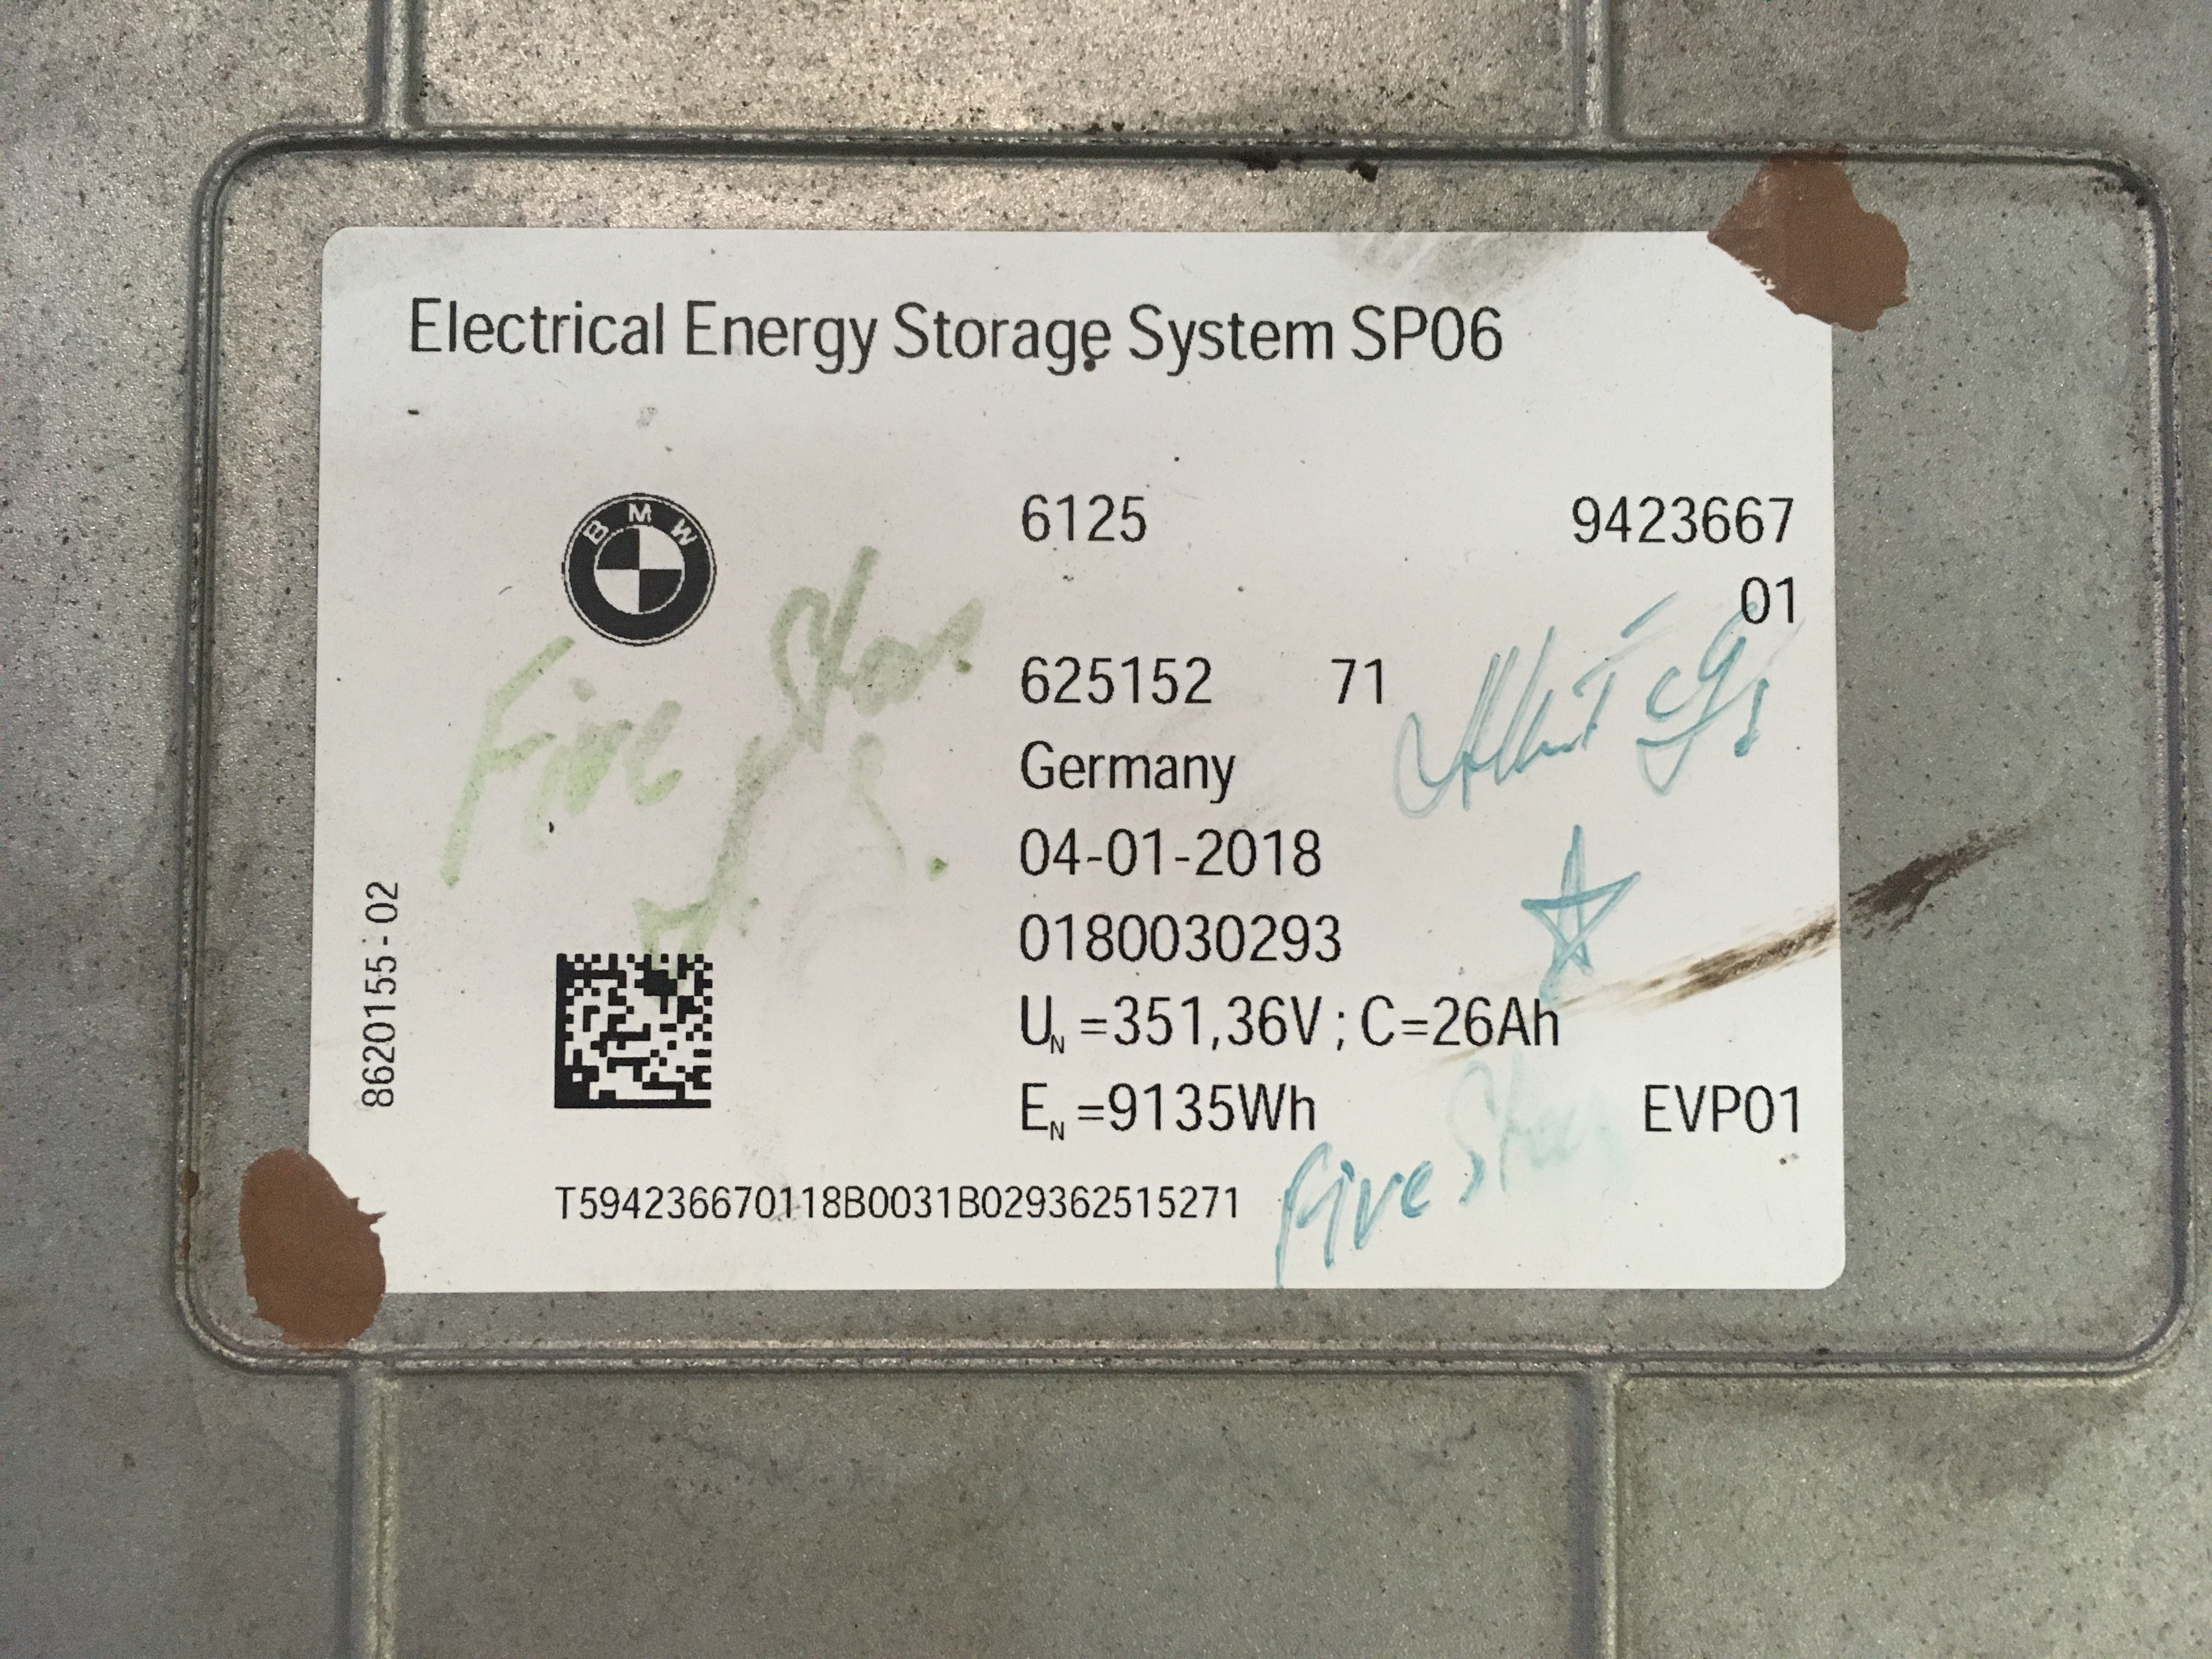 Electrical Energy Storage System SP06
BMW
6125 9423667
01
625152 71
Germany
04-01-2018
0180030293
UN =351,36V ; C=26Ah
EN =9135Wh EVP01
T594236670118B0031B029362515271
8620155 - 02
Five Star
Five Star